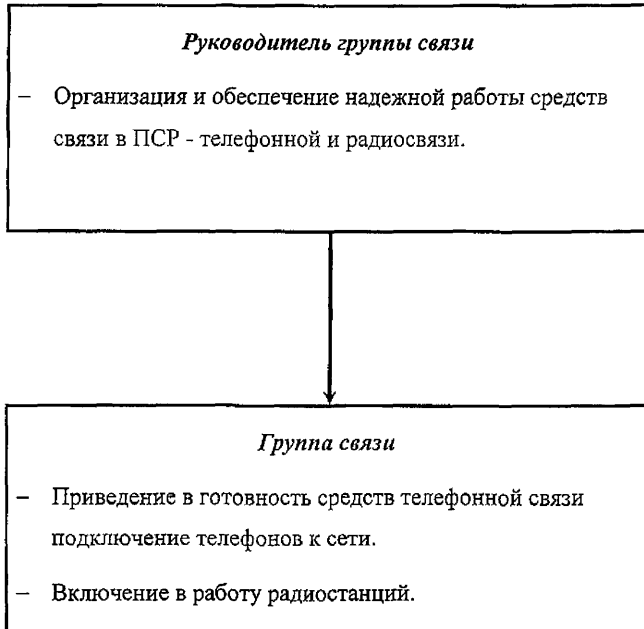 Руководитель группы связи
– Организация и обеспечение надежной работы средств
связи в ПСР - телефонной и радиосвязи.
Группа связи
– Приведение в готовность средств телефонной связи
подключение телефонов к сети.
– Включение в работу радиостанций.